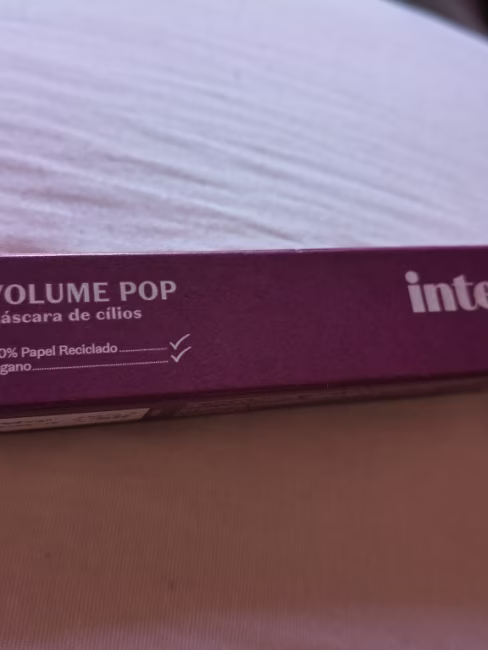 VOLUME POP
áscara de cílios
0% Papel Reciclado
gano
inte